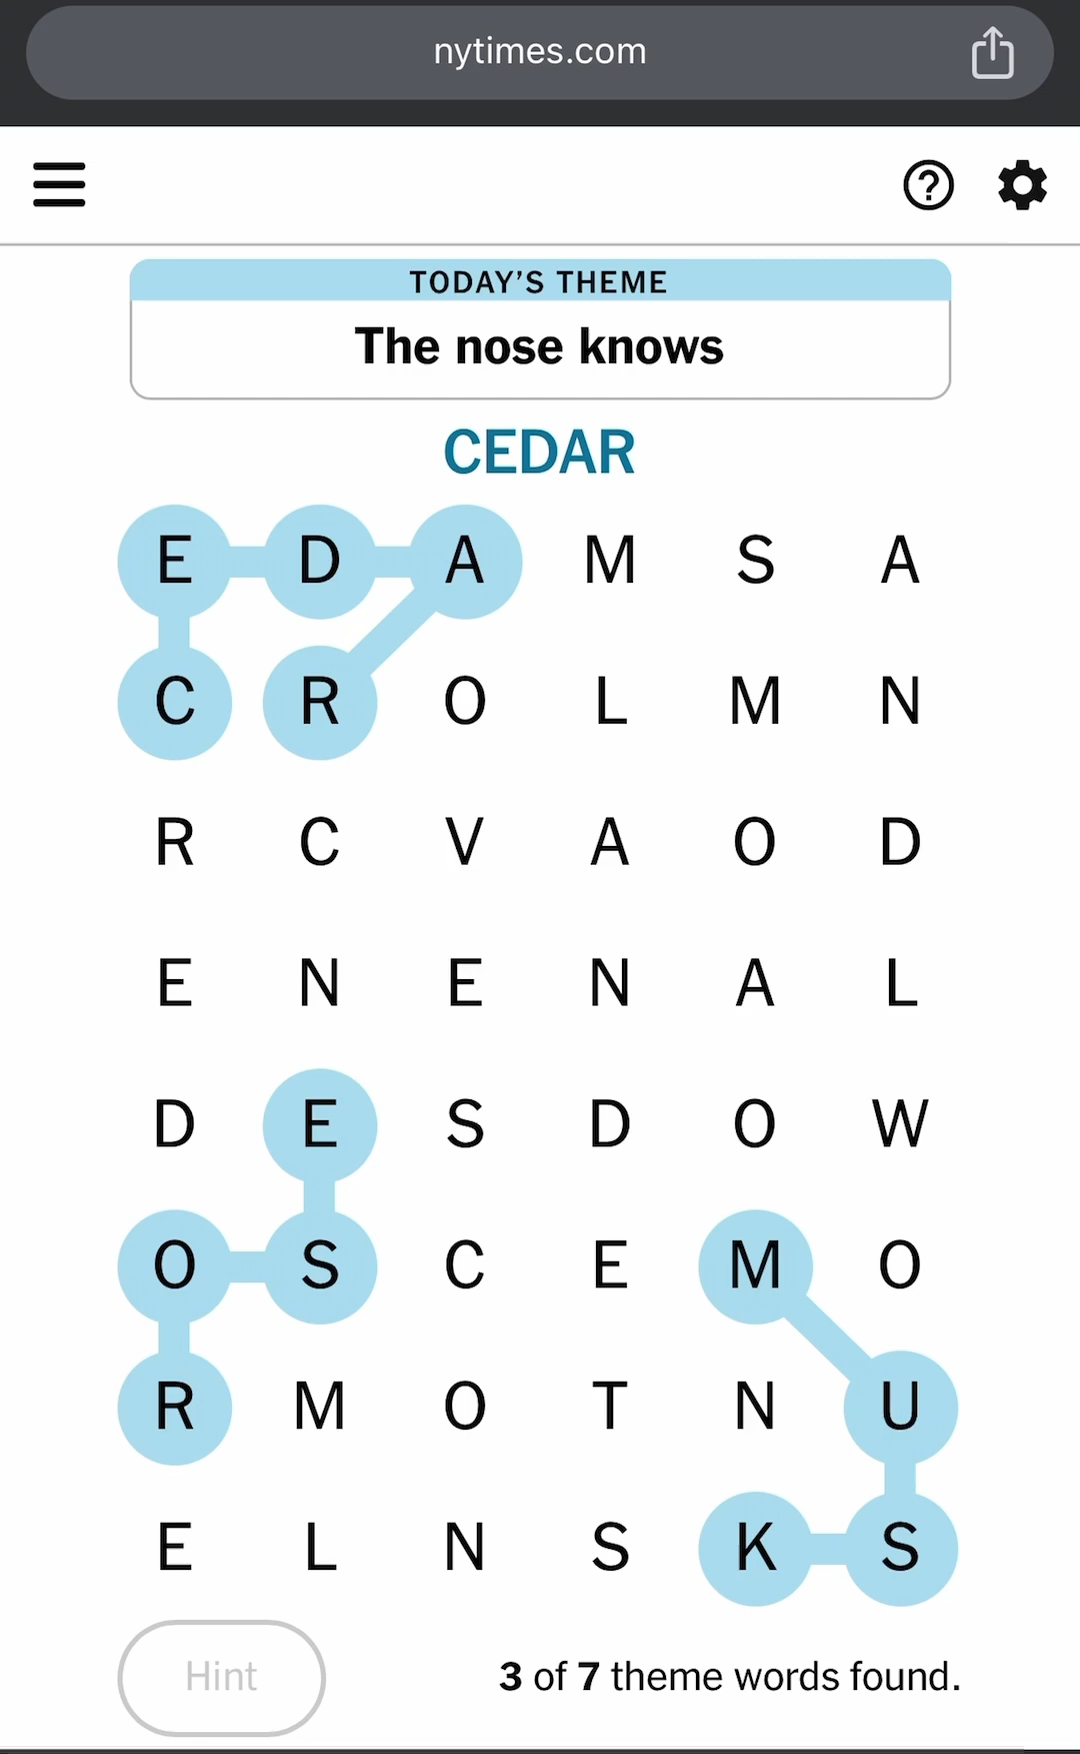 nytimes.com
?
TODAY'S THEME
The nose knows
CEDAR
E D A M S A
C R O L M N
R C V A O D
E N E N A L
D E S D O W
O S C E M O
R M O T N U
E L N S K S
Hint
3 of 7 theme words found.